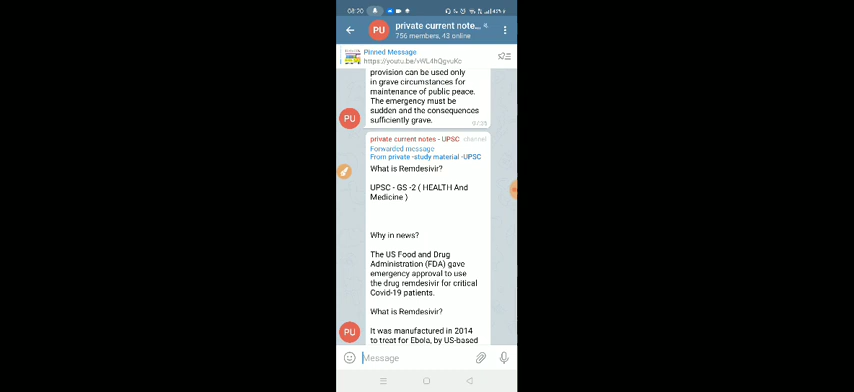 08:20
private current note...
PU
756 members, 43 online
Pinned Message
https://youtu.be/vWL4hQgvuKc
provision can be used only
in grave circumstances for
maintenance of public peace.
The emergency must be
sudden and the consequences
sufficiently grave.
PU
private current notes - UPSC channel
Forwarded message
From private -study material -UPSC
What is Remdesivir?
UPSC - GS -2 ( HEALTH And
Medicine )
Why in news?
The US Food and Drug
Administration (FDA) gave
emergency approval to use
the drug remdesivir for critical
Covid-19 patients.
What is Remdesivir?
It was manufactured in 2014
PU
to treat for Ebola, by US-based
Message